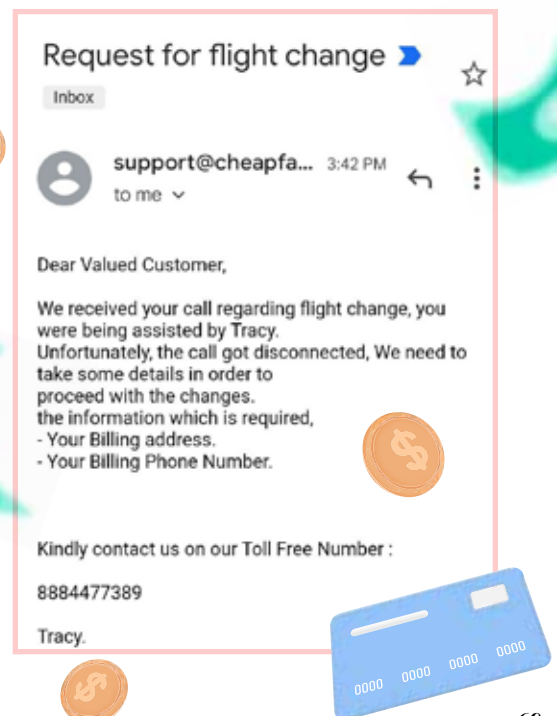 Request for flight change
Inbox
support@cheapfa... 3:42 PM
to me
Dear Valued Customer,
We received your call regarding flight change, you
were being assisted by Tracy.
Unfortunately, the call got disconnected, We need to
take some details in order to
proceed with the changes.
the information which is required,
- Your Billing address.
- Your Billing Phone Number.
Kindly contact us on our Toll Free Number :
8884477389
Tracy.
0000 0000 0000 0000